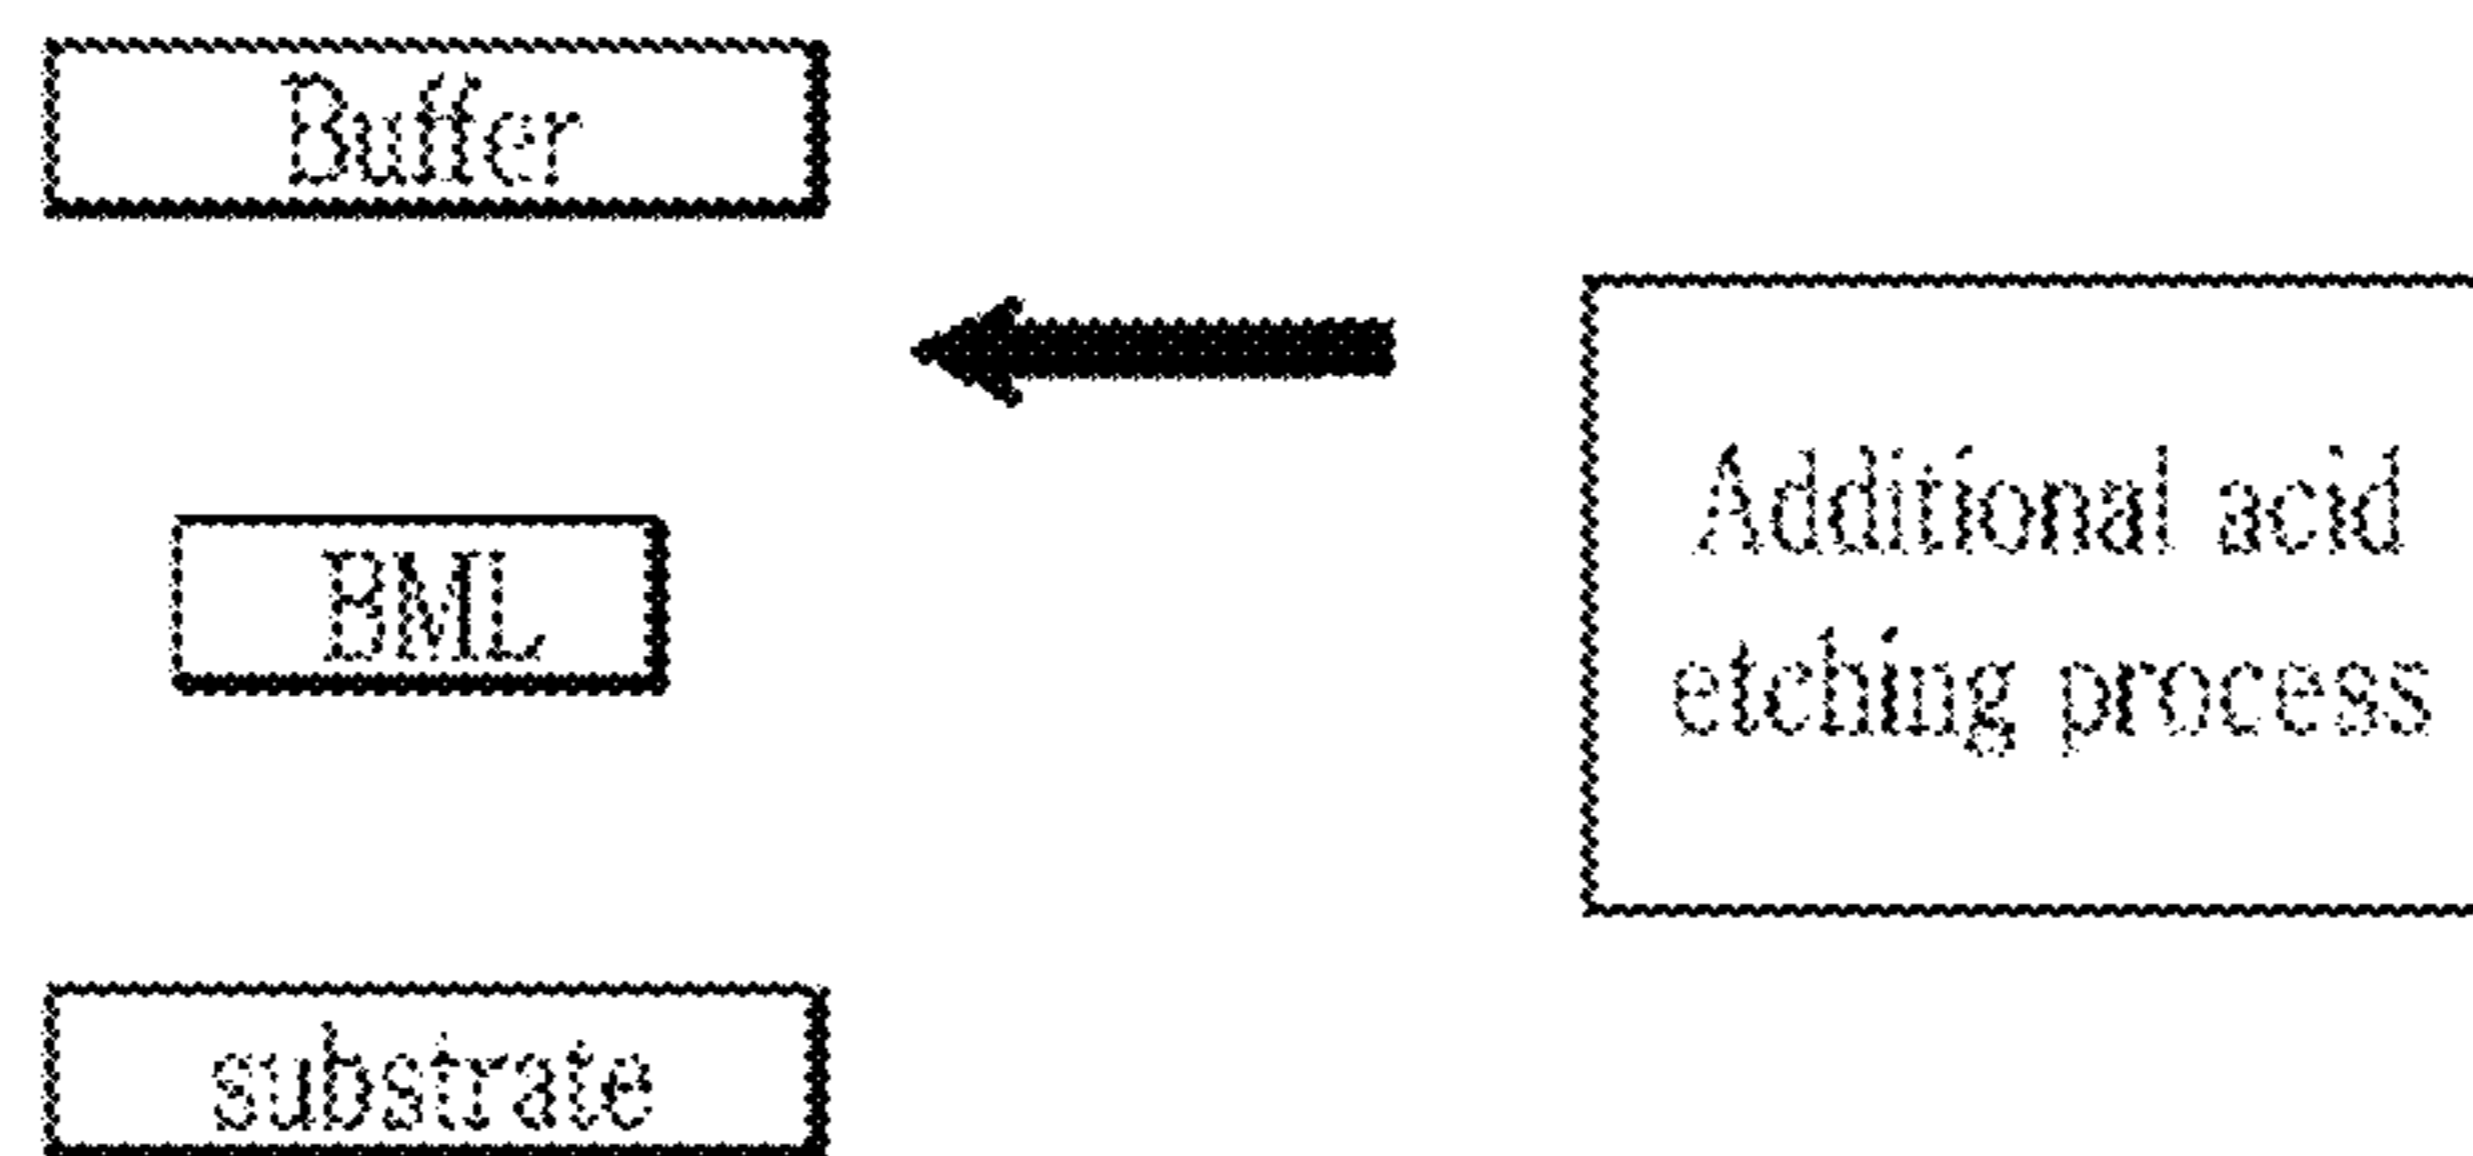 Buffer
BML
substrate
Additional acid
etching process